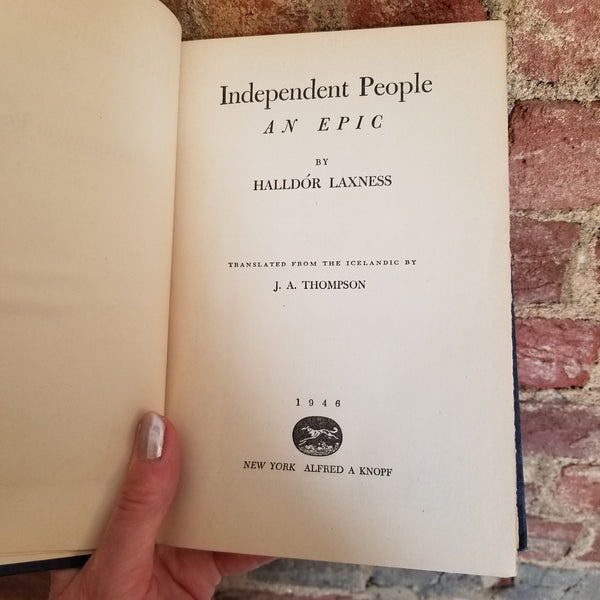 Independent People
AN EPIC
BY
HALLDÓR LAXNESS
TRANSLATED FROM THE ICELANDIC BY
J. A. THOMPSON
1946
NEW YORK ALFRED A KNOPF